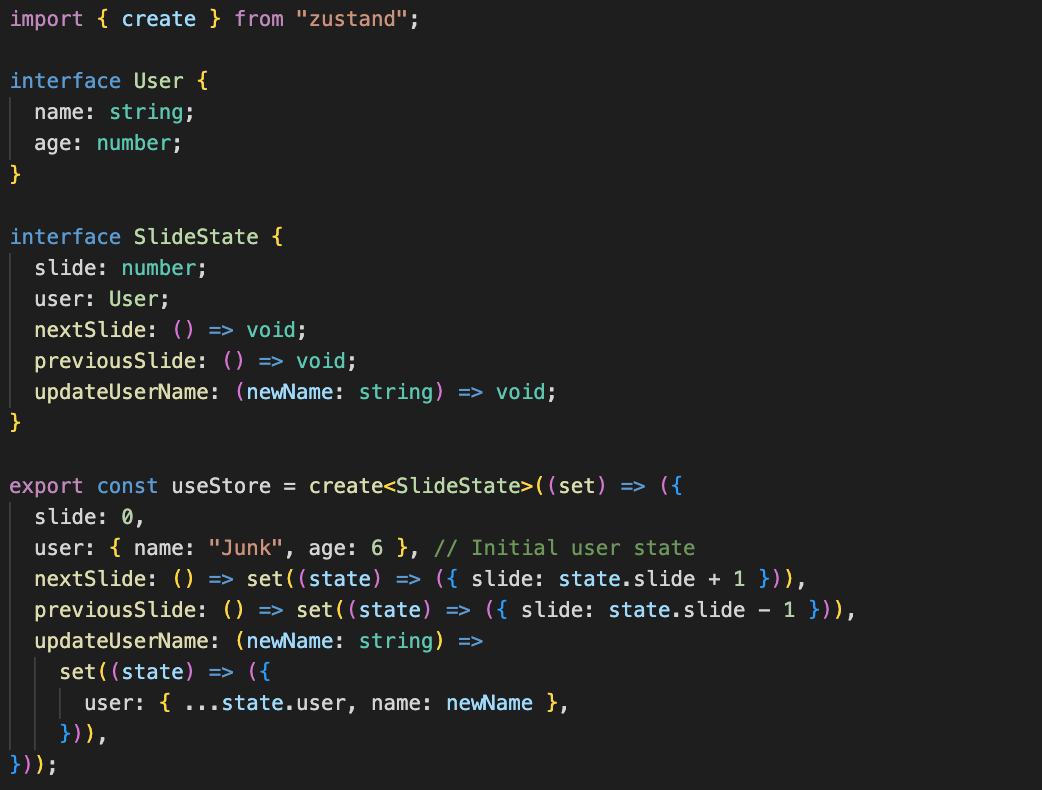 import { create } from "zustand";
interface User {
  name: string;
  age: number;
}
interface SlideState {
  slide: number;
  user: User;
  nextSlide: () => void;
  previousSlide: () => void;
  updateUserName: (newName: string) => void;
}
export const useStore = create<SlideState>((set) => ({
  slide: 0,
  user: { name: "Junk", age: 6 }, // Initial user state
  nextSlide: () => set((state) => ({ slide: state.slide + 1 })),
  previousSlide: () => set((state) => ({ slide: state.slide - 1 })),
  updateUserName: (newName: string) =>
    set((state) => ({
      user: { ...state.user, name: newName },
    })),
}));